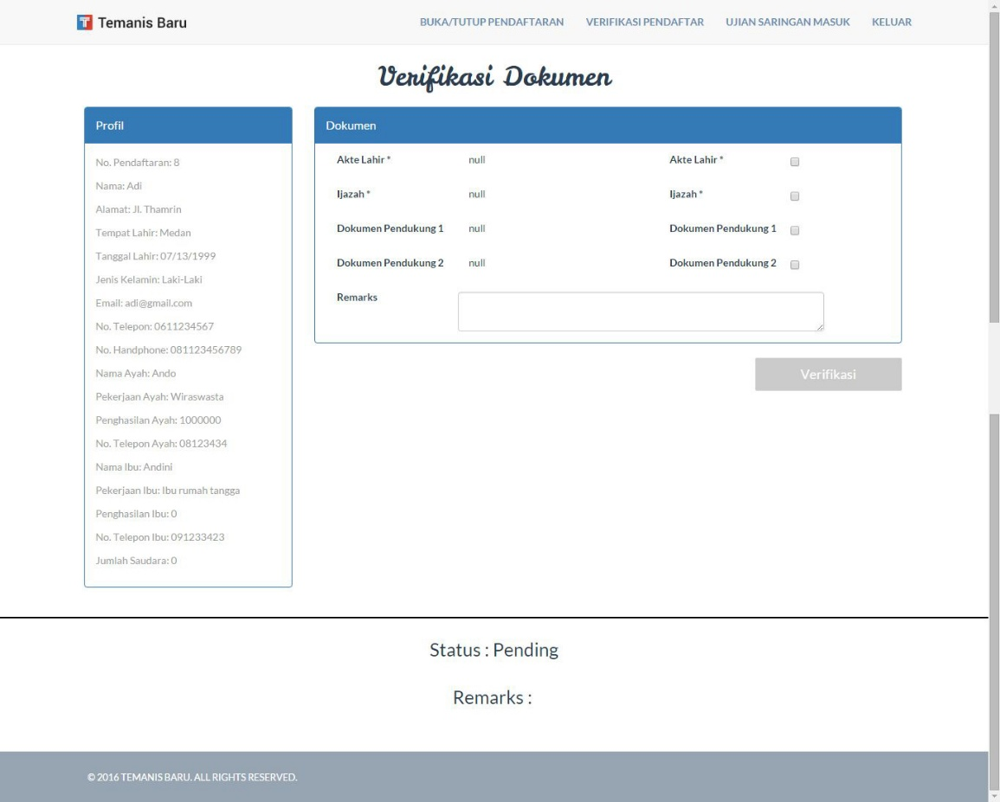 Temanis Baru
BUKA/TUTUP PENDAFTARAN VERIFIKASI PENDAFTAR UJIAN SARINGAN MASUK KELUAR
Verifikasi Dokumen
Profil
No. Pendaftaran: 8
Nama: Adi
Alamat: Jl. Thamrin
Tempat Lahir: Medan
Tanggal Lahir: 07/13/1999
Jenis Kelamin: Laki-Laki
Email: adi@gmail.com
No. Telepon: 0611234567
No. Handphone: 081123456789
Nama Ayah: Ando
Pekerjaan Ayah: Wiraswasta
Penghasilan Ayah: 1000000
No. Telepon Ayah: 08123434
Nama Ibu: Andini
Pekerjaan Ibu: Ibu rumah tangga
Penghasilan Ibu: 0
No. Telepon Ibu: 091233423
Jumlah Saudara: 0
Dokumen
Akte Lahir * null Akte Lahir *
Ijazah * null Ijazah *
Dokumen Pendukung 1 null Dokumen Pendukung 1
Dokumen Pendukung 2 null Dokumen Pendukung 2
Remarks
Verifikasi
Status : Pending
Remarks :
© 2016 TEMANIS BARU. ALL RIGHTS RESERVED.